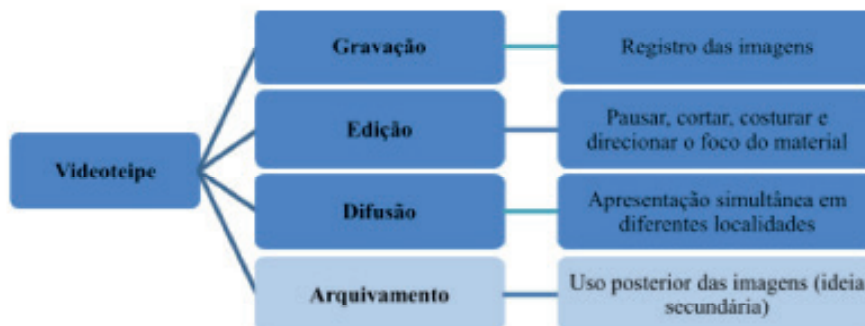 Videoteipe
Gravação
Registro das imagens
Edição
Pausar, cortar, costurar e
direcionar o foco do material
Difusão
Apresentação simultânea em
diferentes localidades
Arquivamento
Uso posterior das imagens (ideia
secundária)